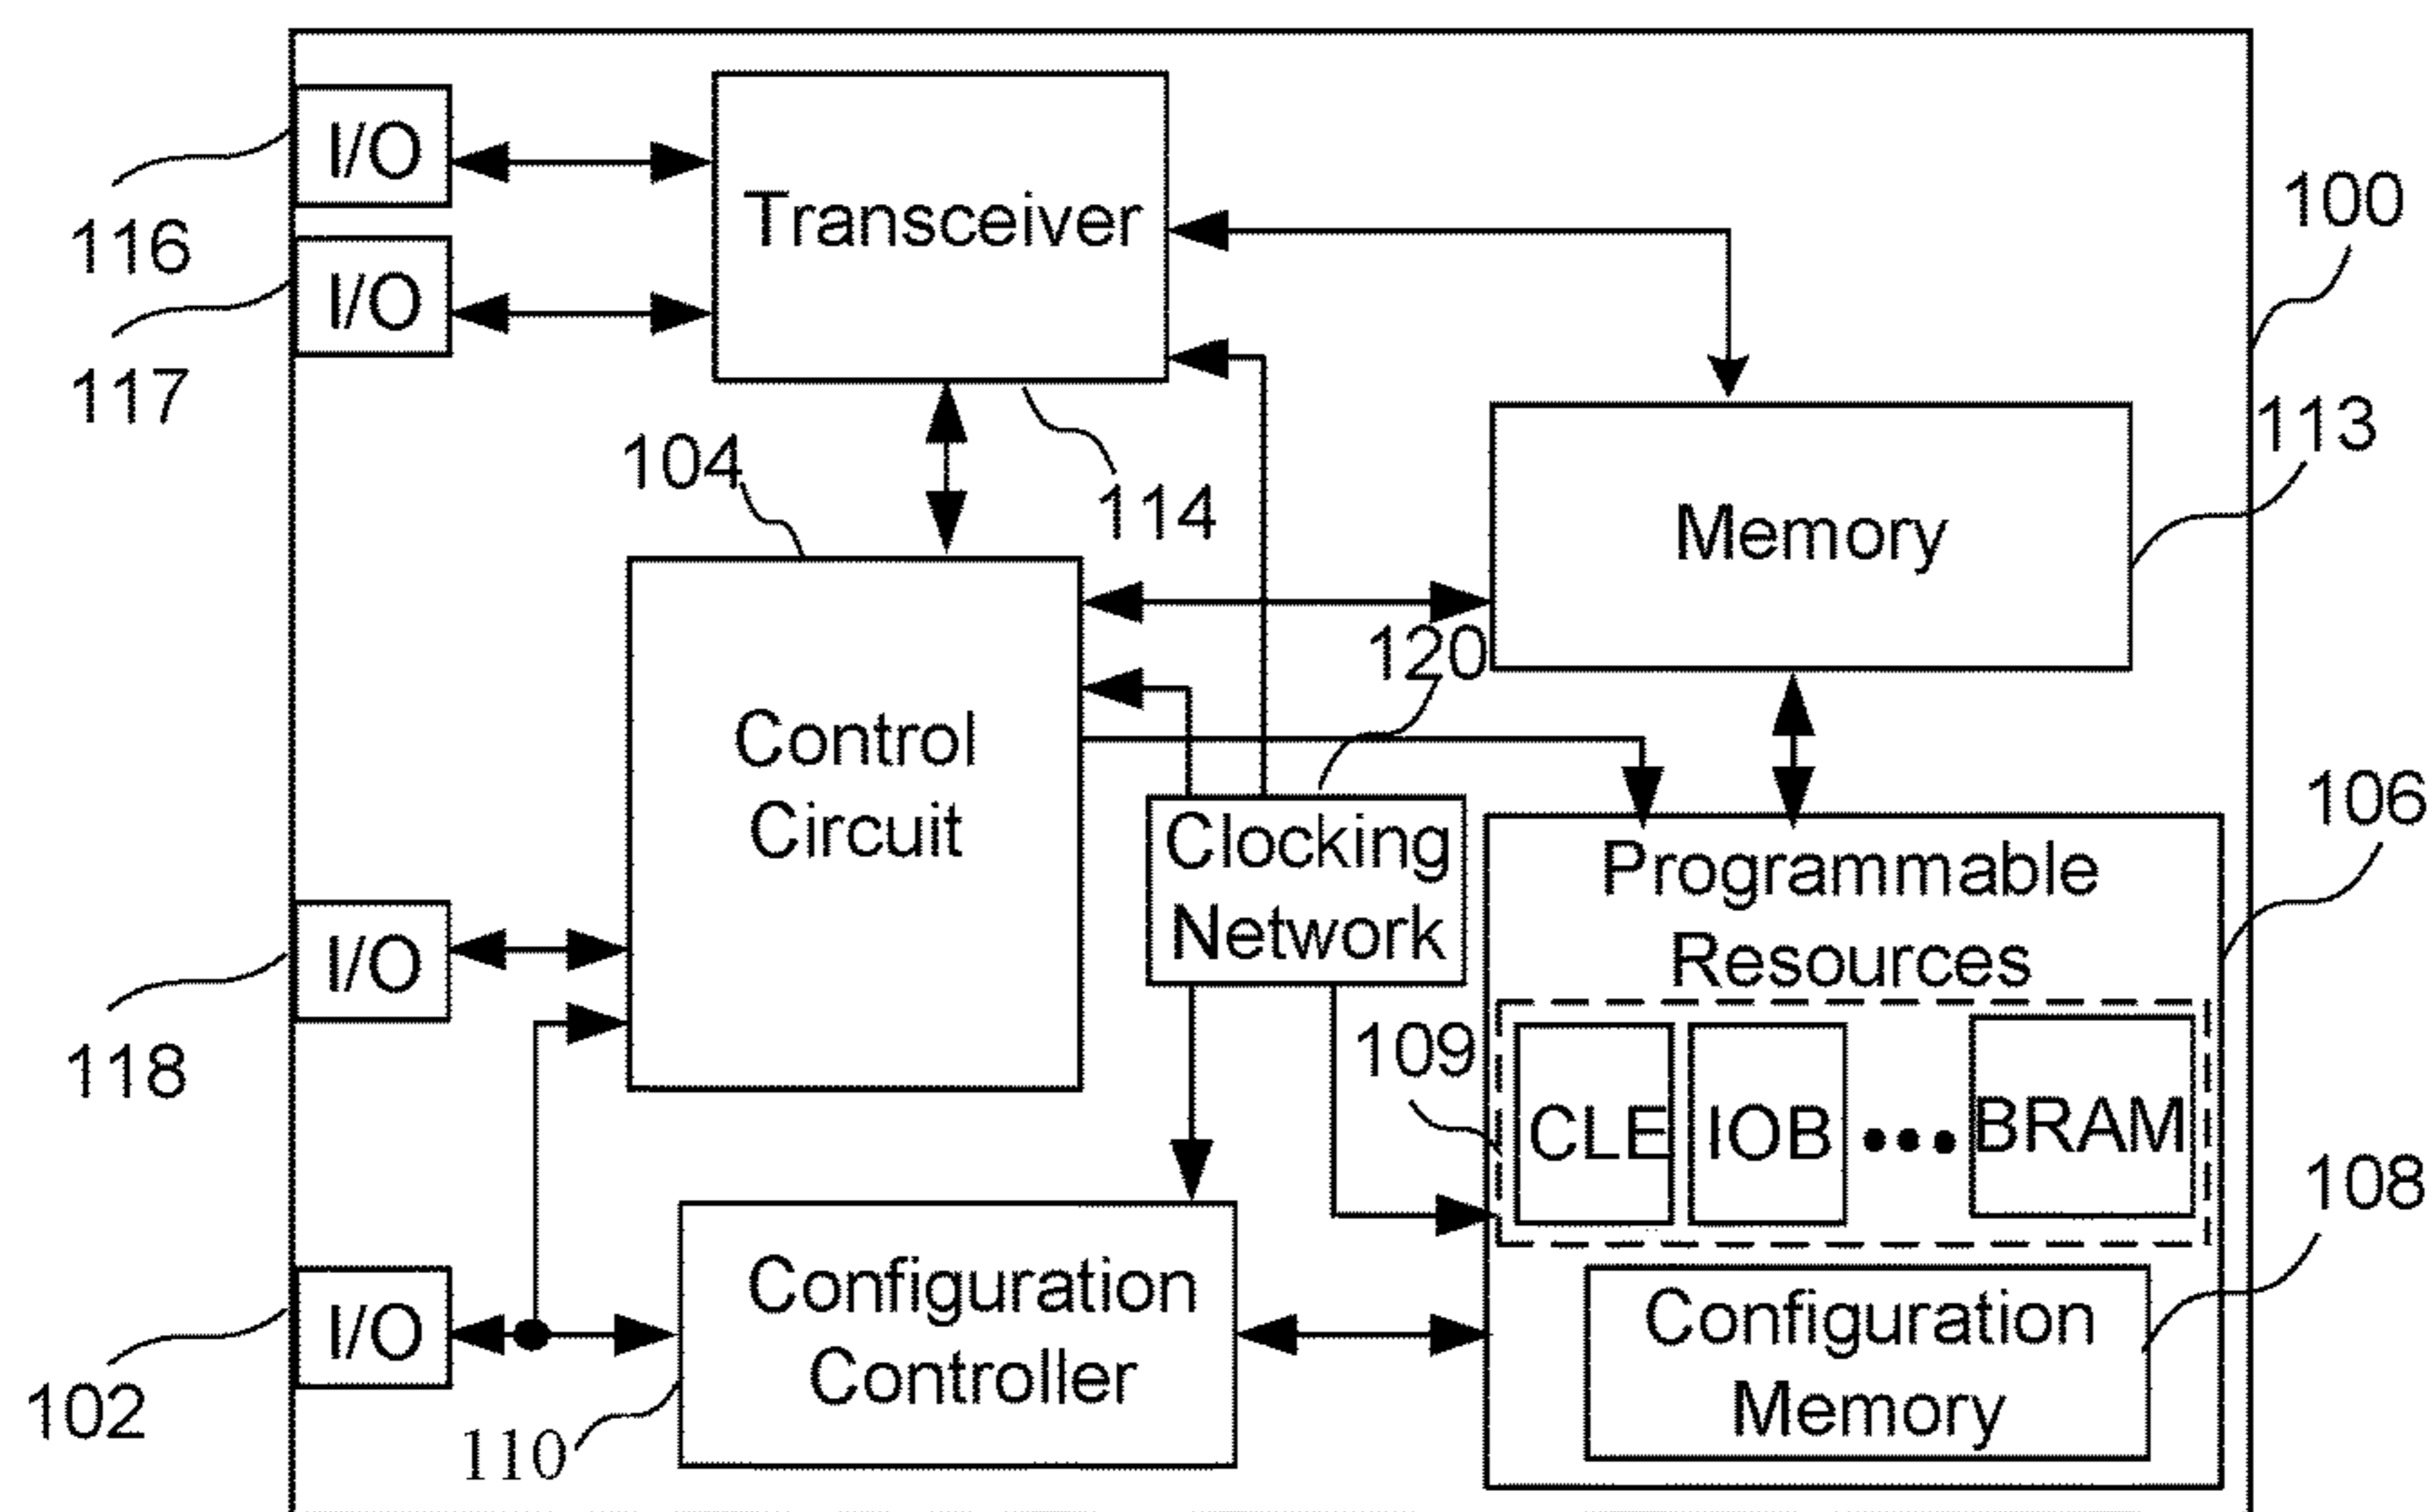 I/O
116
I/O
117
Transceiver
114
100
113
Memory
104
Control
Circuit
120
Clocking
Network
106
Programmable
Resources
109
CLE
IOB
•••
BRAM
108
Configuration
Memory
I/O
118
I/O
102
Configuration
Controller
110